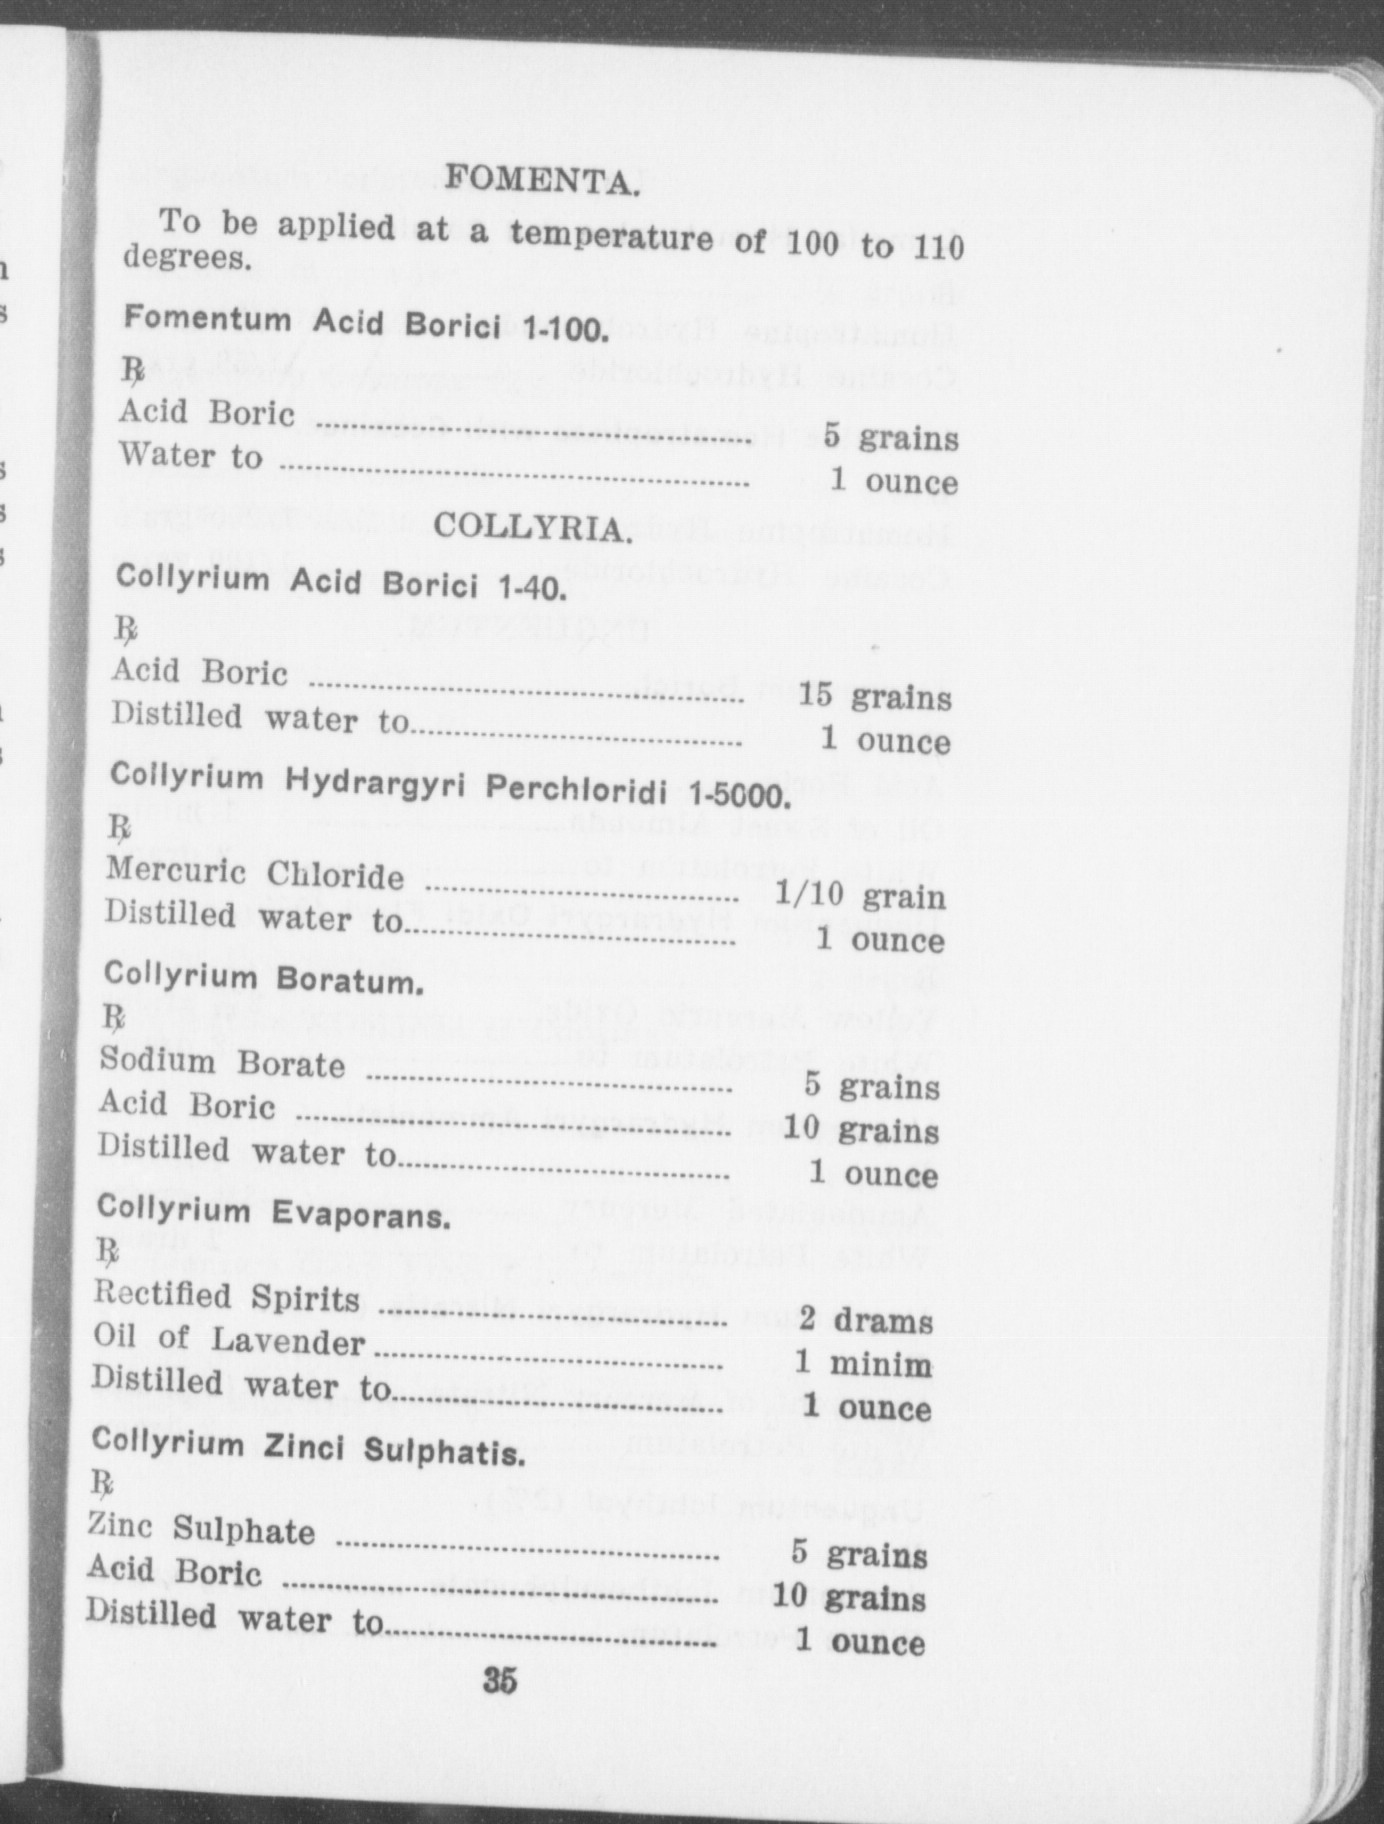 FOMENTA.
To be applied at a temperature of 100 to 110
degrees.
Fomentum Acid Borici 1-100.
℞
Acid Boric ........................ 5 grains
Water to ........................ 1 ounce
COLLYRIA.
Collyrium Acid Borici 1-40.
℞
Acid Boric ........................ 15 grains
Distilled water to........................ 1 ounce
Collyrium Hydrargyri Perchloridi 1-5000.
℞
Mercuric Chloride ........................ 1/10 grain
Distilled water to........................ 1 ounce
Collyrium Boratum.
℞
Sodium Borate ........................ 5 grains
Acid Boric ........................ 10 grains
Distilled water to........................ 1 ounce
Collyrium Evaporans.
℞
Rectified Spirits ........................ 2 drams
Oil of Lavender ........................ 1 minim
Distilled water to........................ 1 ounce
Collyrium Zinci Sulphatis.
℞
Zinc Sulphate ........................ 5 grains
Acid Boric ........................ 10 grains
Distilled water to........................ 1 ounce
35